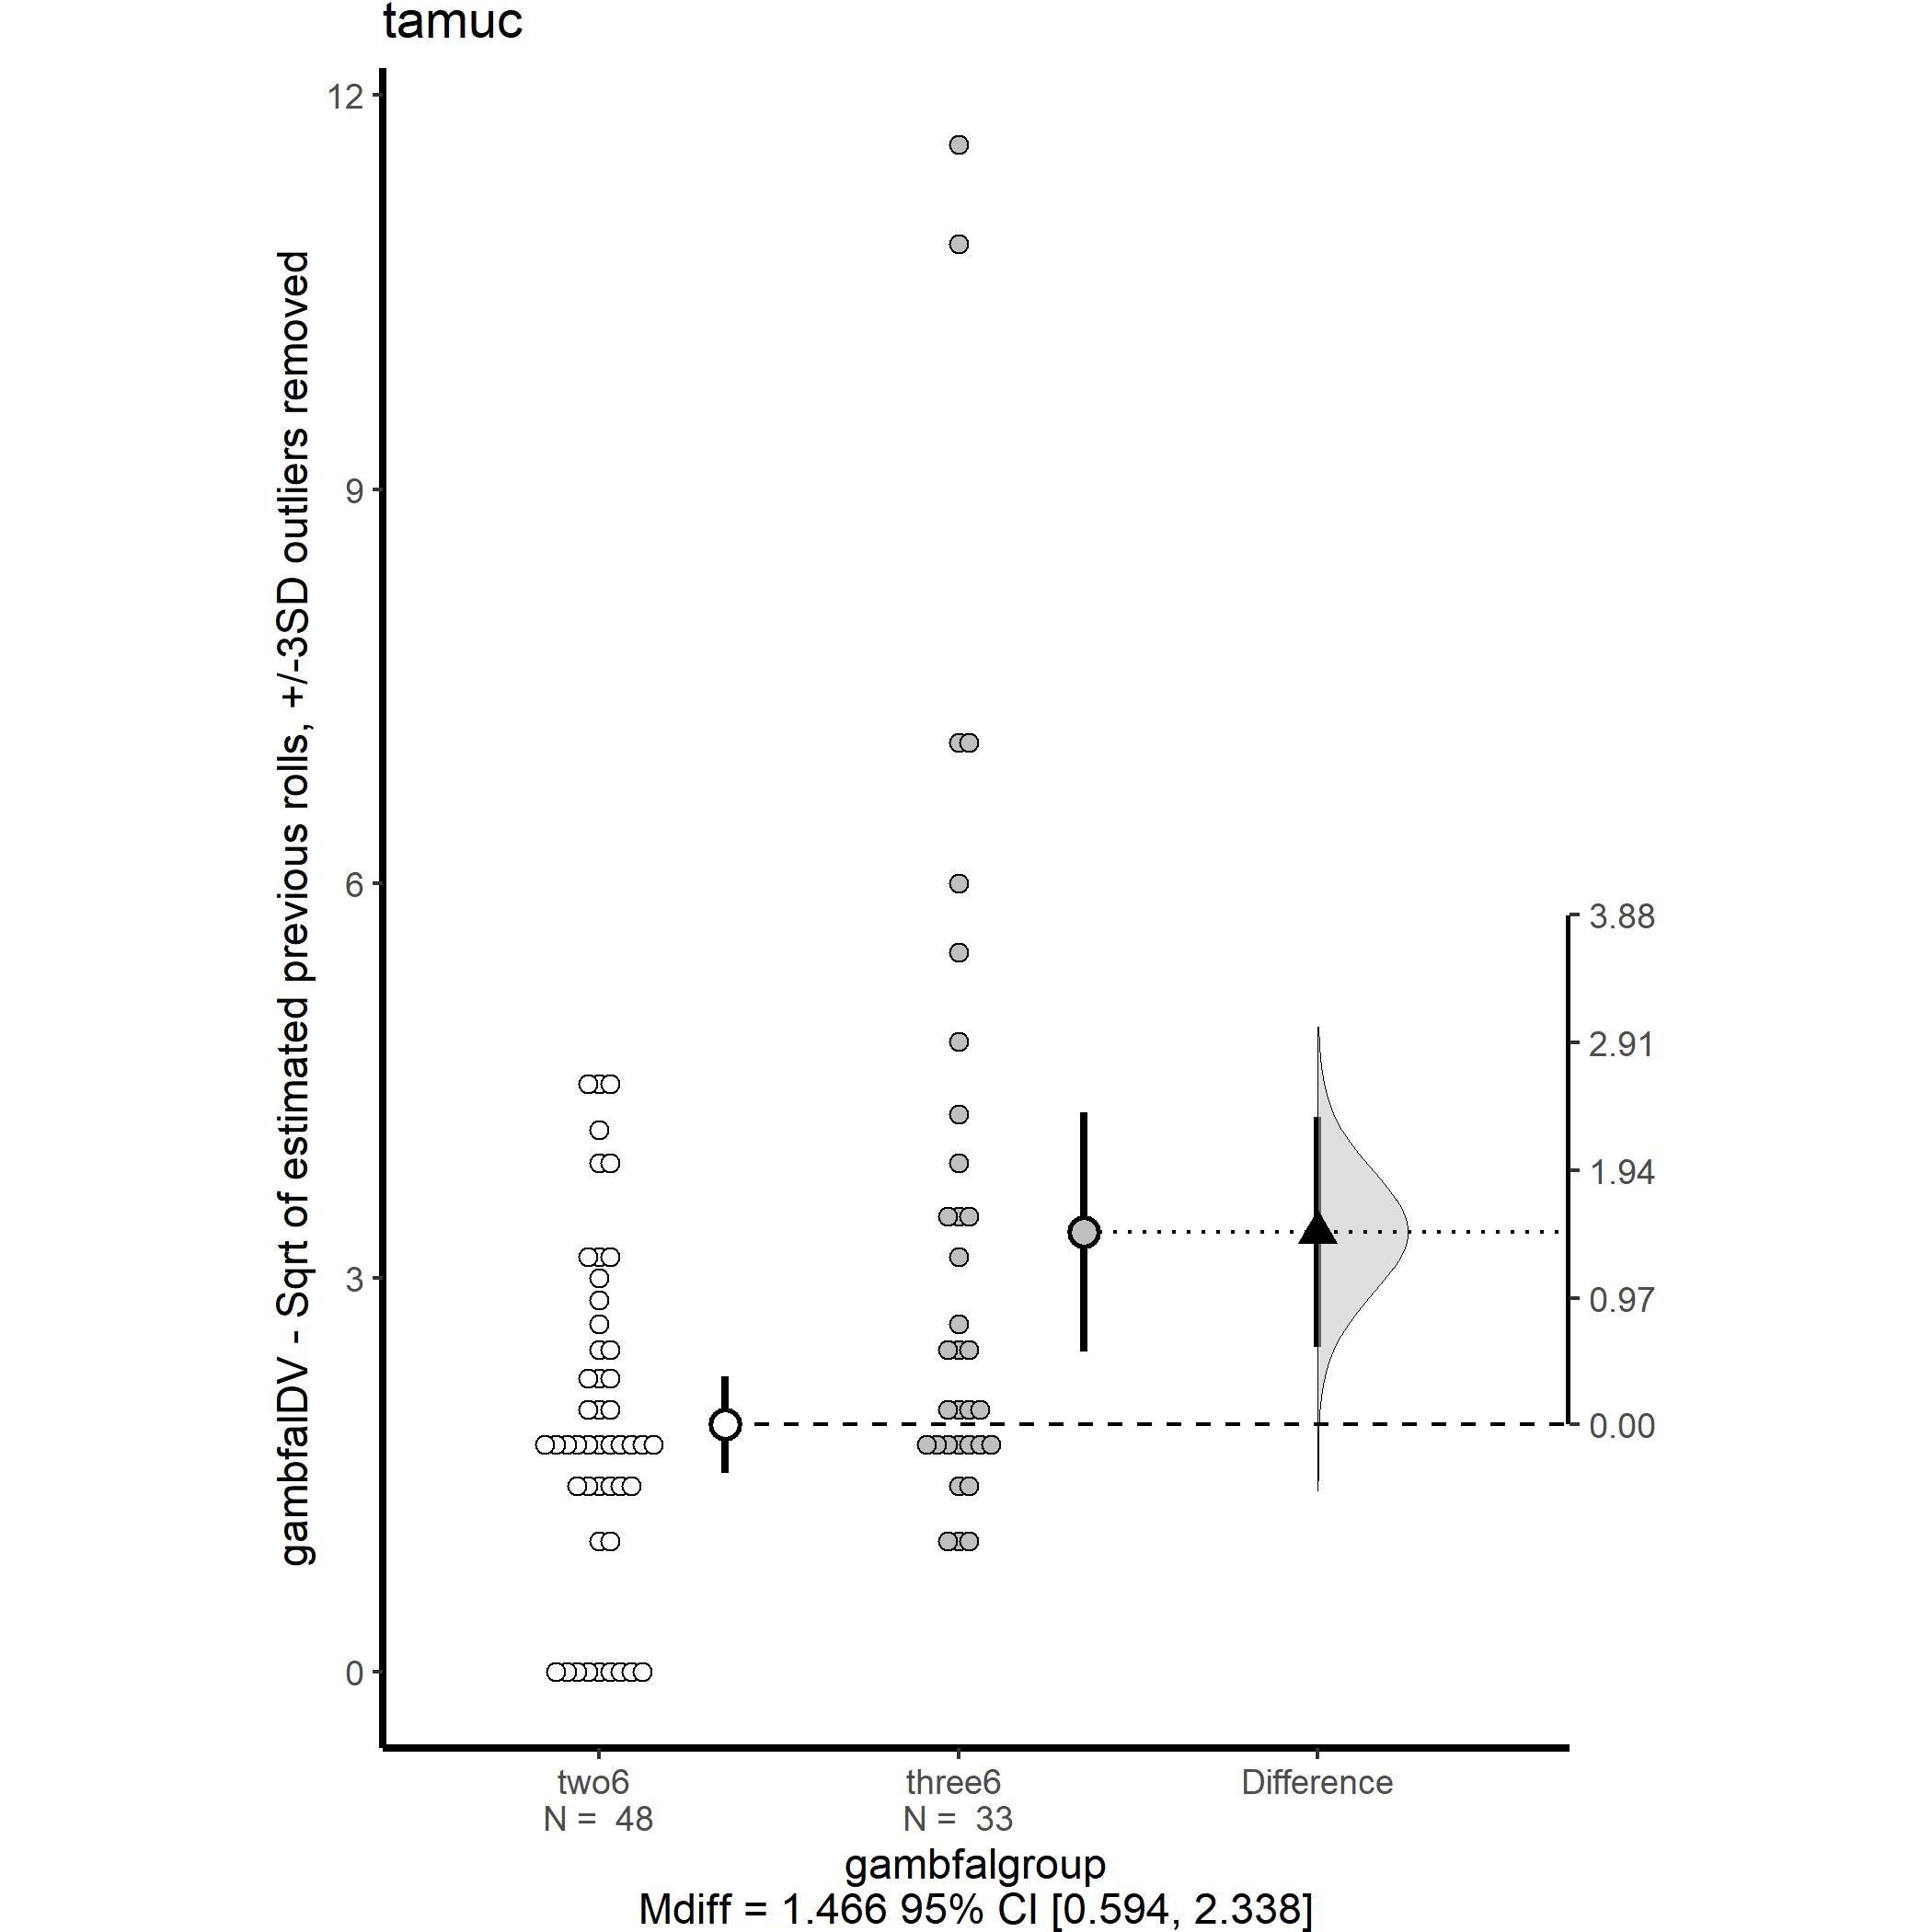 tamuc
gambfalDV - Sqrt of estimated previous rolls, +/-3SD outliers removed
12
9
6
3
0
3.88
2.91
1.94
0.97
0.00
two6
N =  48
three6
N =  33
Difference
gambfalgroup
Mdiff = 1.466 95% CI [0.594, 2.338]